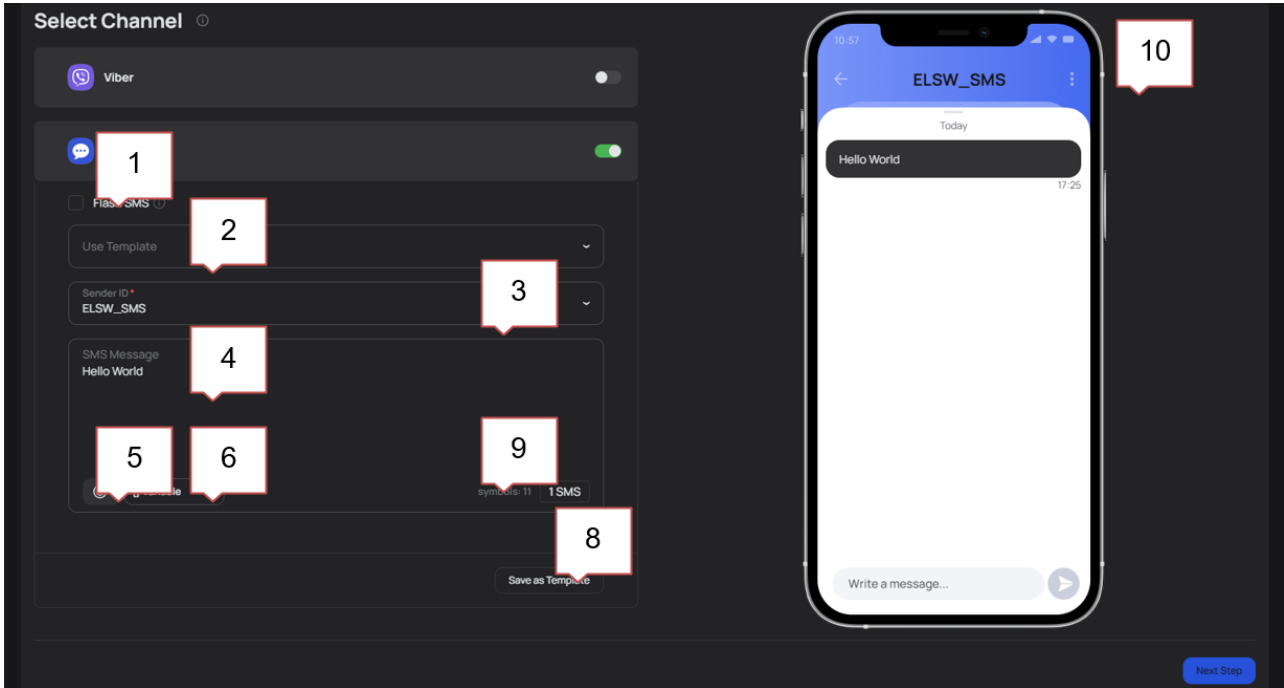 Select Channel
Viber
1
Flash SMS
2
Use Template
3
Sender ID *
ELSW_SMS
4
SMS Message
Hello World
5
6
9
symbols: 11
1 SMS
8
Save as Template
10:57
ELSW_SMS
10
Today
Hello World
17:25
Write a message...
Next Step